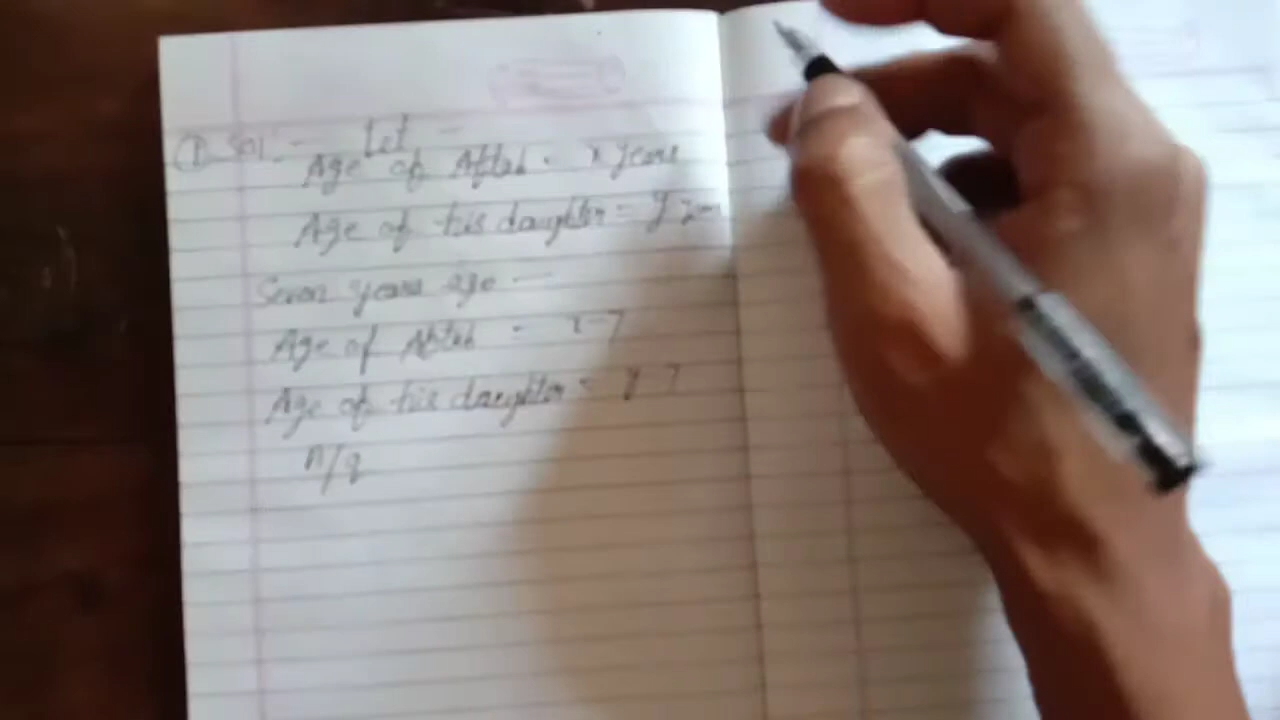 ① Sol:- Let -
Age of Aftab = x years
Age of his daughter = y years
Seven years ago —
Age of Aftab = x-7
Age of his daughter = y-7
A/q